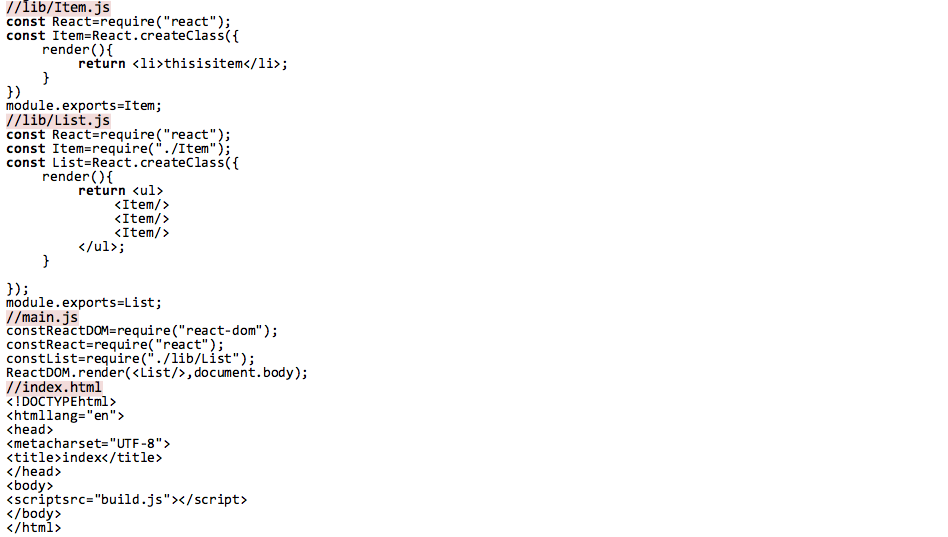 //lib/Item.js
const React=require("react");
const Item=React.createClass({
    render(){
        return <li>thisisitem</li>;
    }
})
module.exports=Item;
//lib/List.js
const React=require("react");
const Item=require("./Item");
const List=React.createClass({
    render(){
        return <ul>
            <Item/>
            <Item/>
            <Item/>
        </ul>;
    }

});
module.exports=List;
//main.js
constReactDOM=require("react-dom");
constReact=require("react");
constList=require("./lib/List");
ReactDOM.render(<List/>,document.body);
//index.html
<!DOCTYPEhtml>
<htmllang="en">
<head>
<metacharset="UTF-8">
<title>index</title>
</head>
<body>
<scriptsrc="build.js"></script>
</body>
</html>